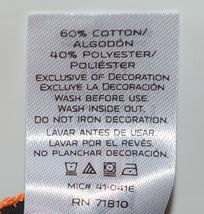 60% COTTON/
ALGODÓN
40% POLYESTER/
POLIÉSTER
EXCLUSIVE OF DECORATION
EXCLUYE LA DECORACIÓN
WASH BEFORE USE.
WASH INSIDE OUT.
DO NOT IRON DECORATION.
LAVAR ANTES DE USAR.
LAVAR POR EL REVÉS.
NO PLANCHAR DECORACIÓN
MIC# 41-041E
RN 71810